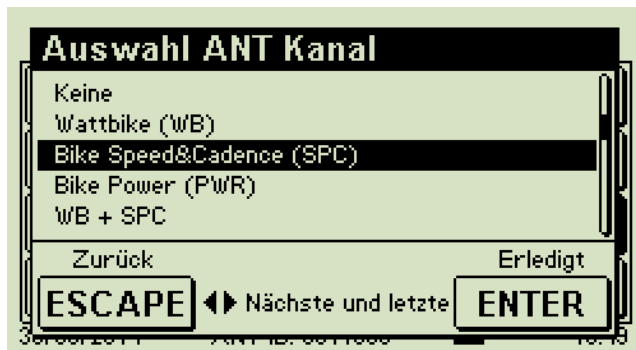 Auswahl ANT Kanal
Keine
Wattbike (WB)
Bike Speed&Cadence (SPC)
Bike Power (PWR)
WB + SPC
Zurück Erledigt
ESCAPE Nächste und letzte ENTER